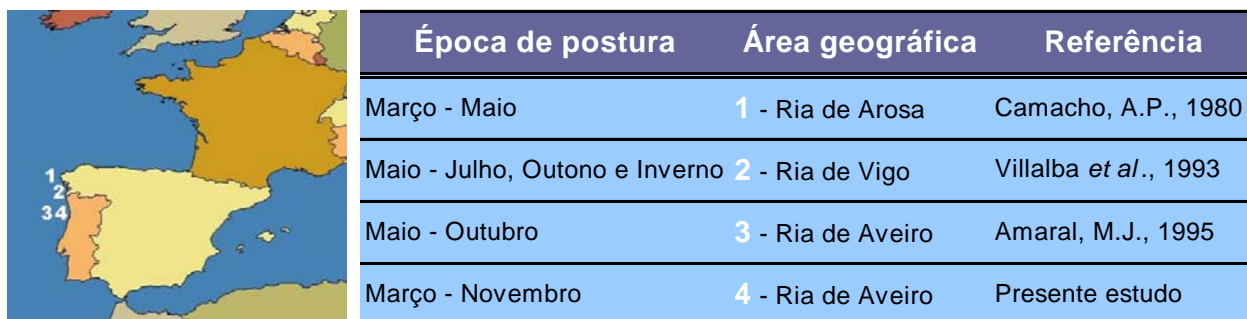 1
2
34
Época de postura Área geográfica Referência
Março - Maio 1 - Ria de Arosa Camacho, A.P., 1980
Maio - Julho, Outono e Inverno 2 - Ria de Vigo Villalba et al., 1993
Maio - Outubro 3 - Ria de Aveiro Amaral, M.J., 1995
Março - Novembro 4 - Ria de Aveiro Presente estudo